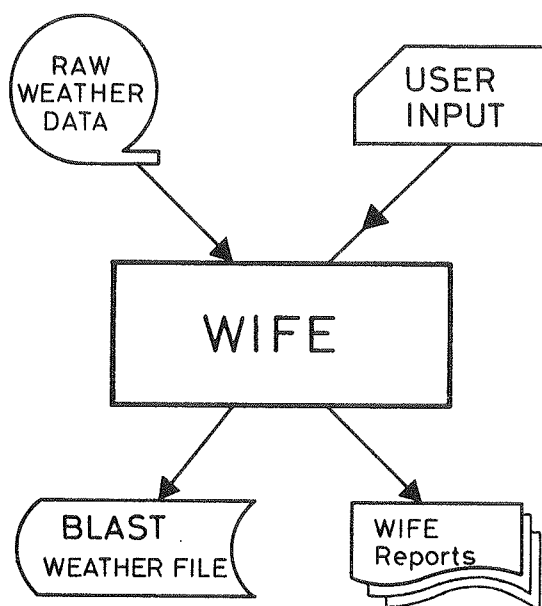 RAW
WEATHER
DATA
USER
INPUT
WIFE
BLAST
WEATHER FILE
WIFE
Reports